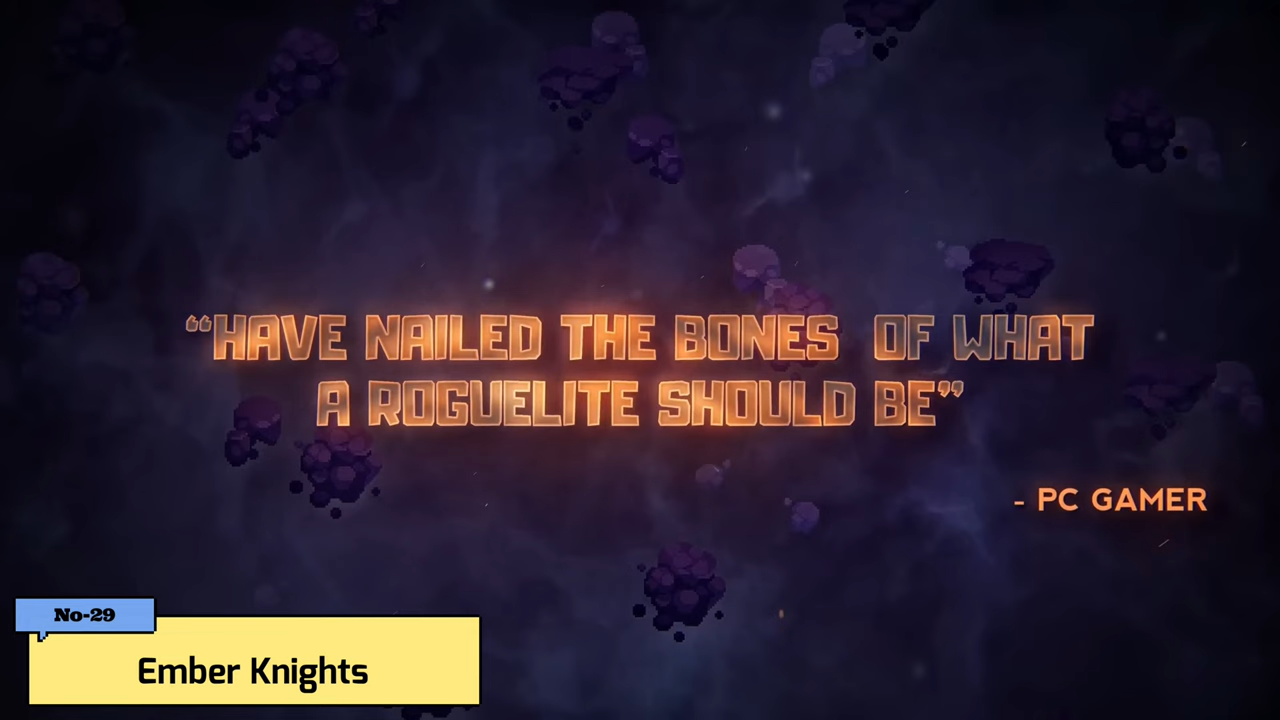 “HAVE NAILED THE BONES OF WHAT
A ROGUELITE SHOULD BE”
- PC GAMER
No-29
Ember Knights